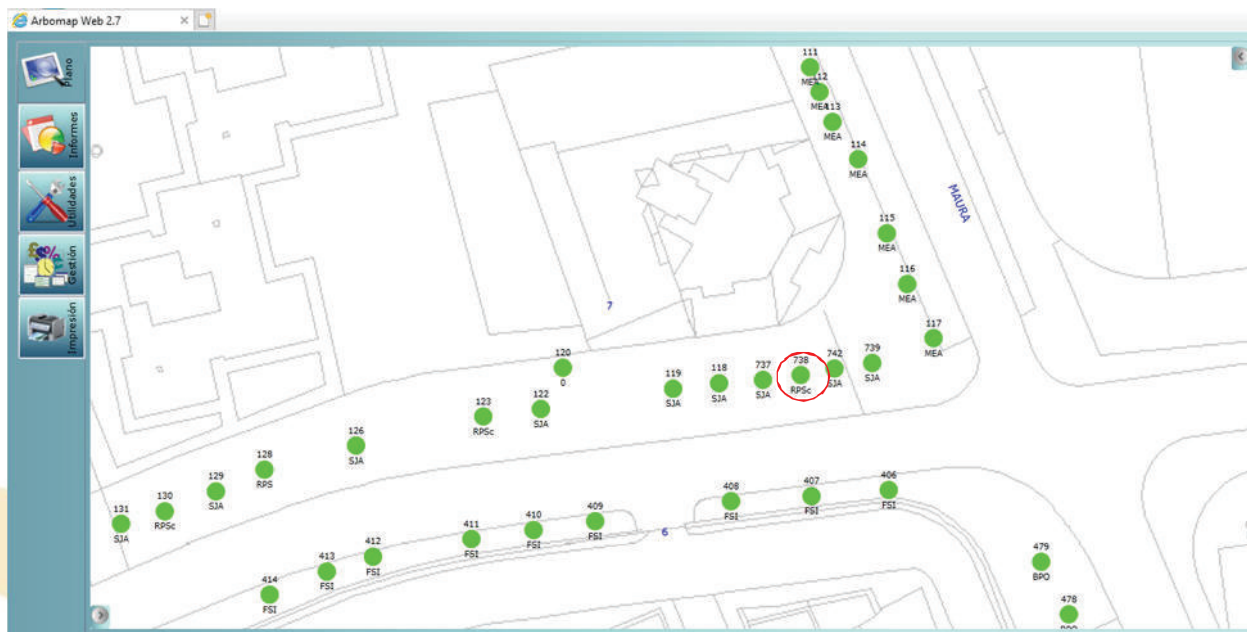 Arbomap Web 2.7
Plano
Informes
Utilidades
Gestión
Impresión
111
MEA
112
MEA
113
MEA
114
MEA
115
MEA
116
MEA
117
MEA
MAURA
7
120
0
119
SJA
118
SJA
737
SJA
738
RPSc
742
SJA
739
SJA
123
RPSc
122
SJA
126
SJA
128
RPS
129
SJA
130
RPSc
131
SJA
408
FSI
407
FSI
406
FSI
411
FSI
410
FSI
409
FSI
6
412
FSI
413
FSI
414
FSI
479
BPO
478
BPO